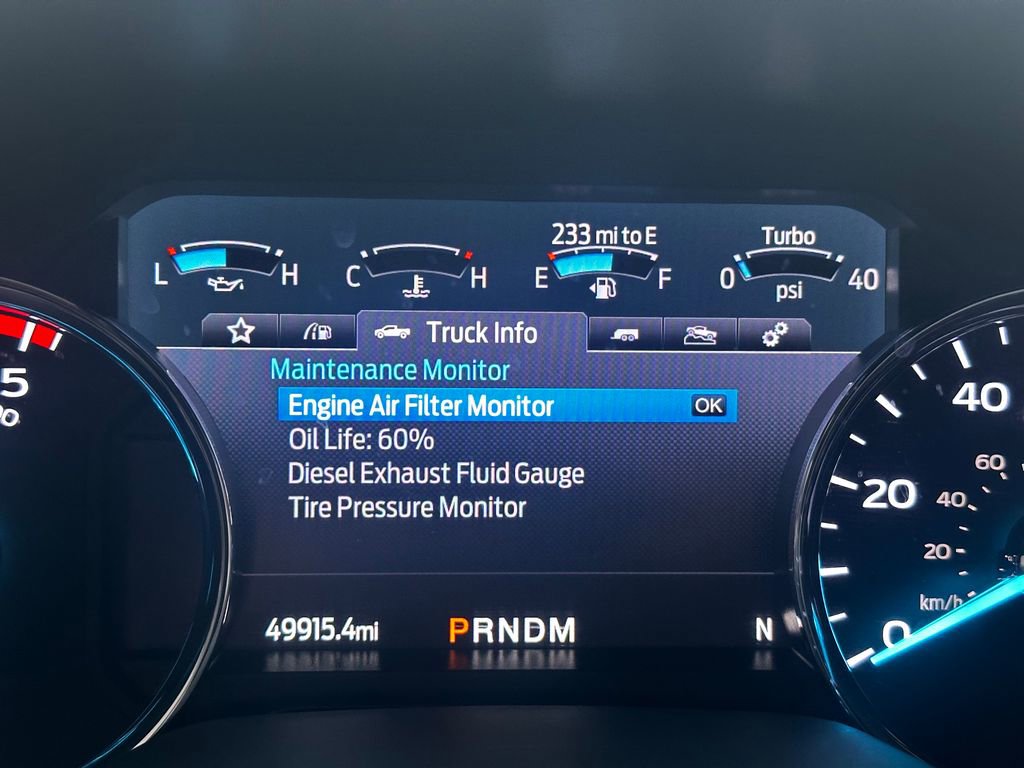 233 mi to E
Turbo
L H
C H
E F
0 40
psi
Truck Info
Maintenance Monitor
Engine Air Filter Monitor OK
Oil Life: 60%
Diesel Exhaust Fluid Gauge
Tire Pressure Monitor
49915.4mi PRNDM N
5
40
20
0
60
40
20
km/h